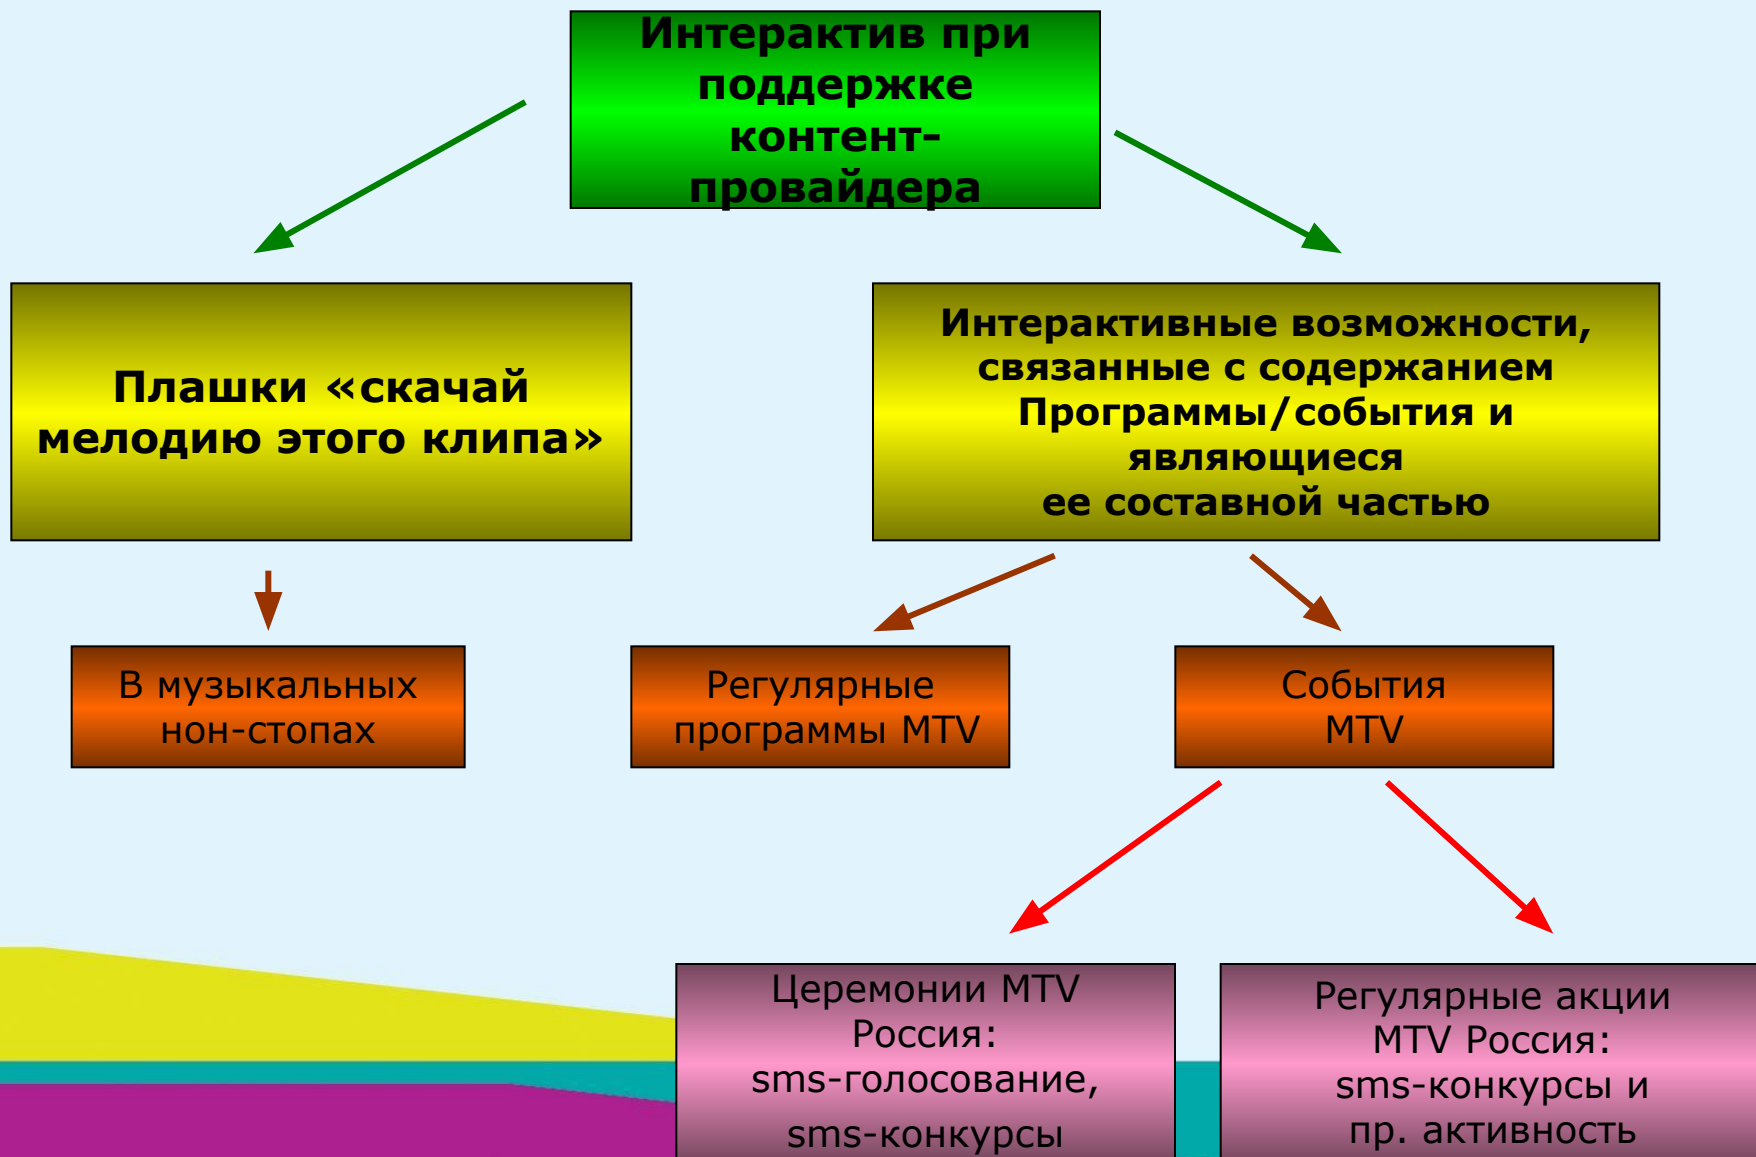 Интерактив при
поддержке
контент-
провайдера
Плашки «скачай
мелодию этого клипа»
Интерактивные возможности,
связанные с содержанием
Программы/события и
являющиеся
ее составной частью
В музыкальных
нон-стопах
Регулярные
программы MTV
События
MTV
Церемонии MTV
Россия:
sms-голосование,
sms-конкурсы
Регулярные акции
MTV Россия:
sms-конкурсы и
пр. активность